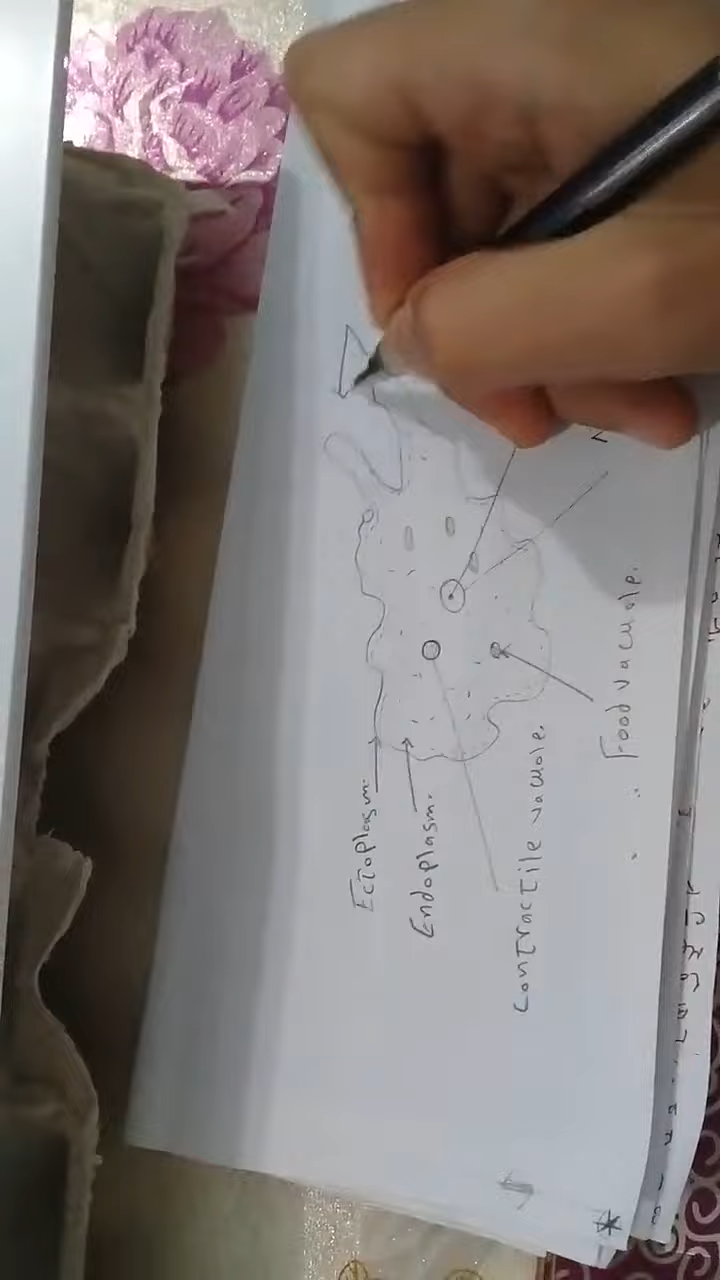 Ectoplasm.
Endoplasm.
Contractile vacuole.
Food vacuole.